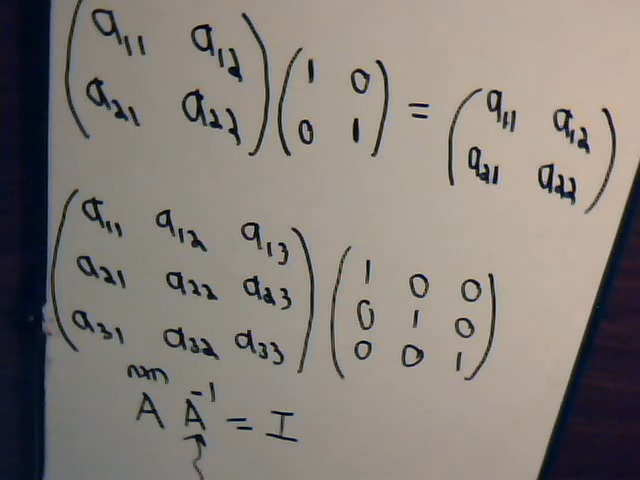 a₁₁ a₁₂ 1 0 a₁₁ a₁₂
a₂₁ a₂₂ 0 1 = a₂₁ a₂₂
a₁₁ a₁₂ a₁₃ 1 0 0
a₂₁ a₂₂ a₂₃ 0 1 0
a₃₁ a₃₂ a₃₃ 0 0 1
A A⁻¹ = I